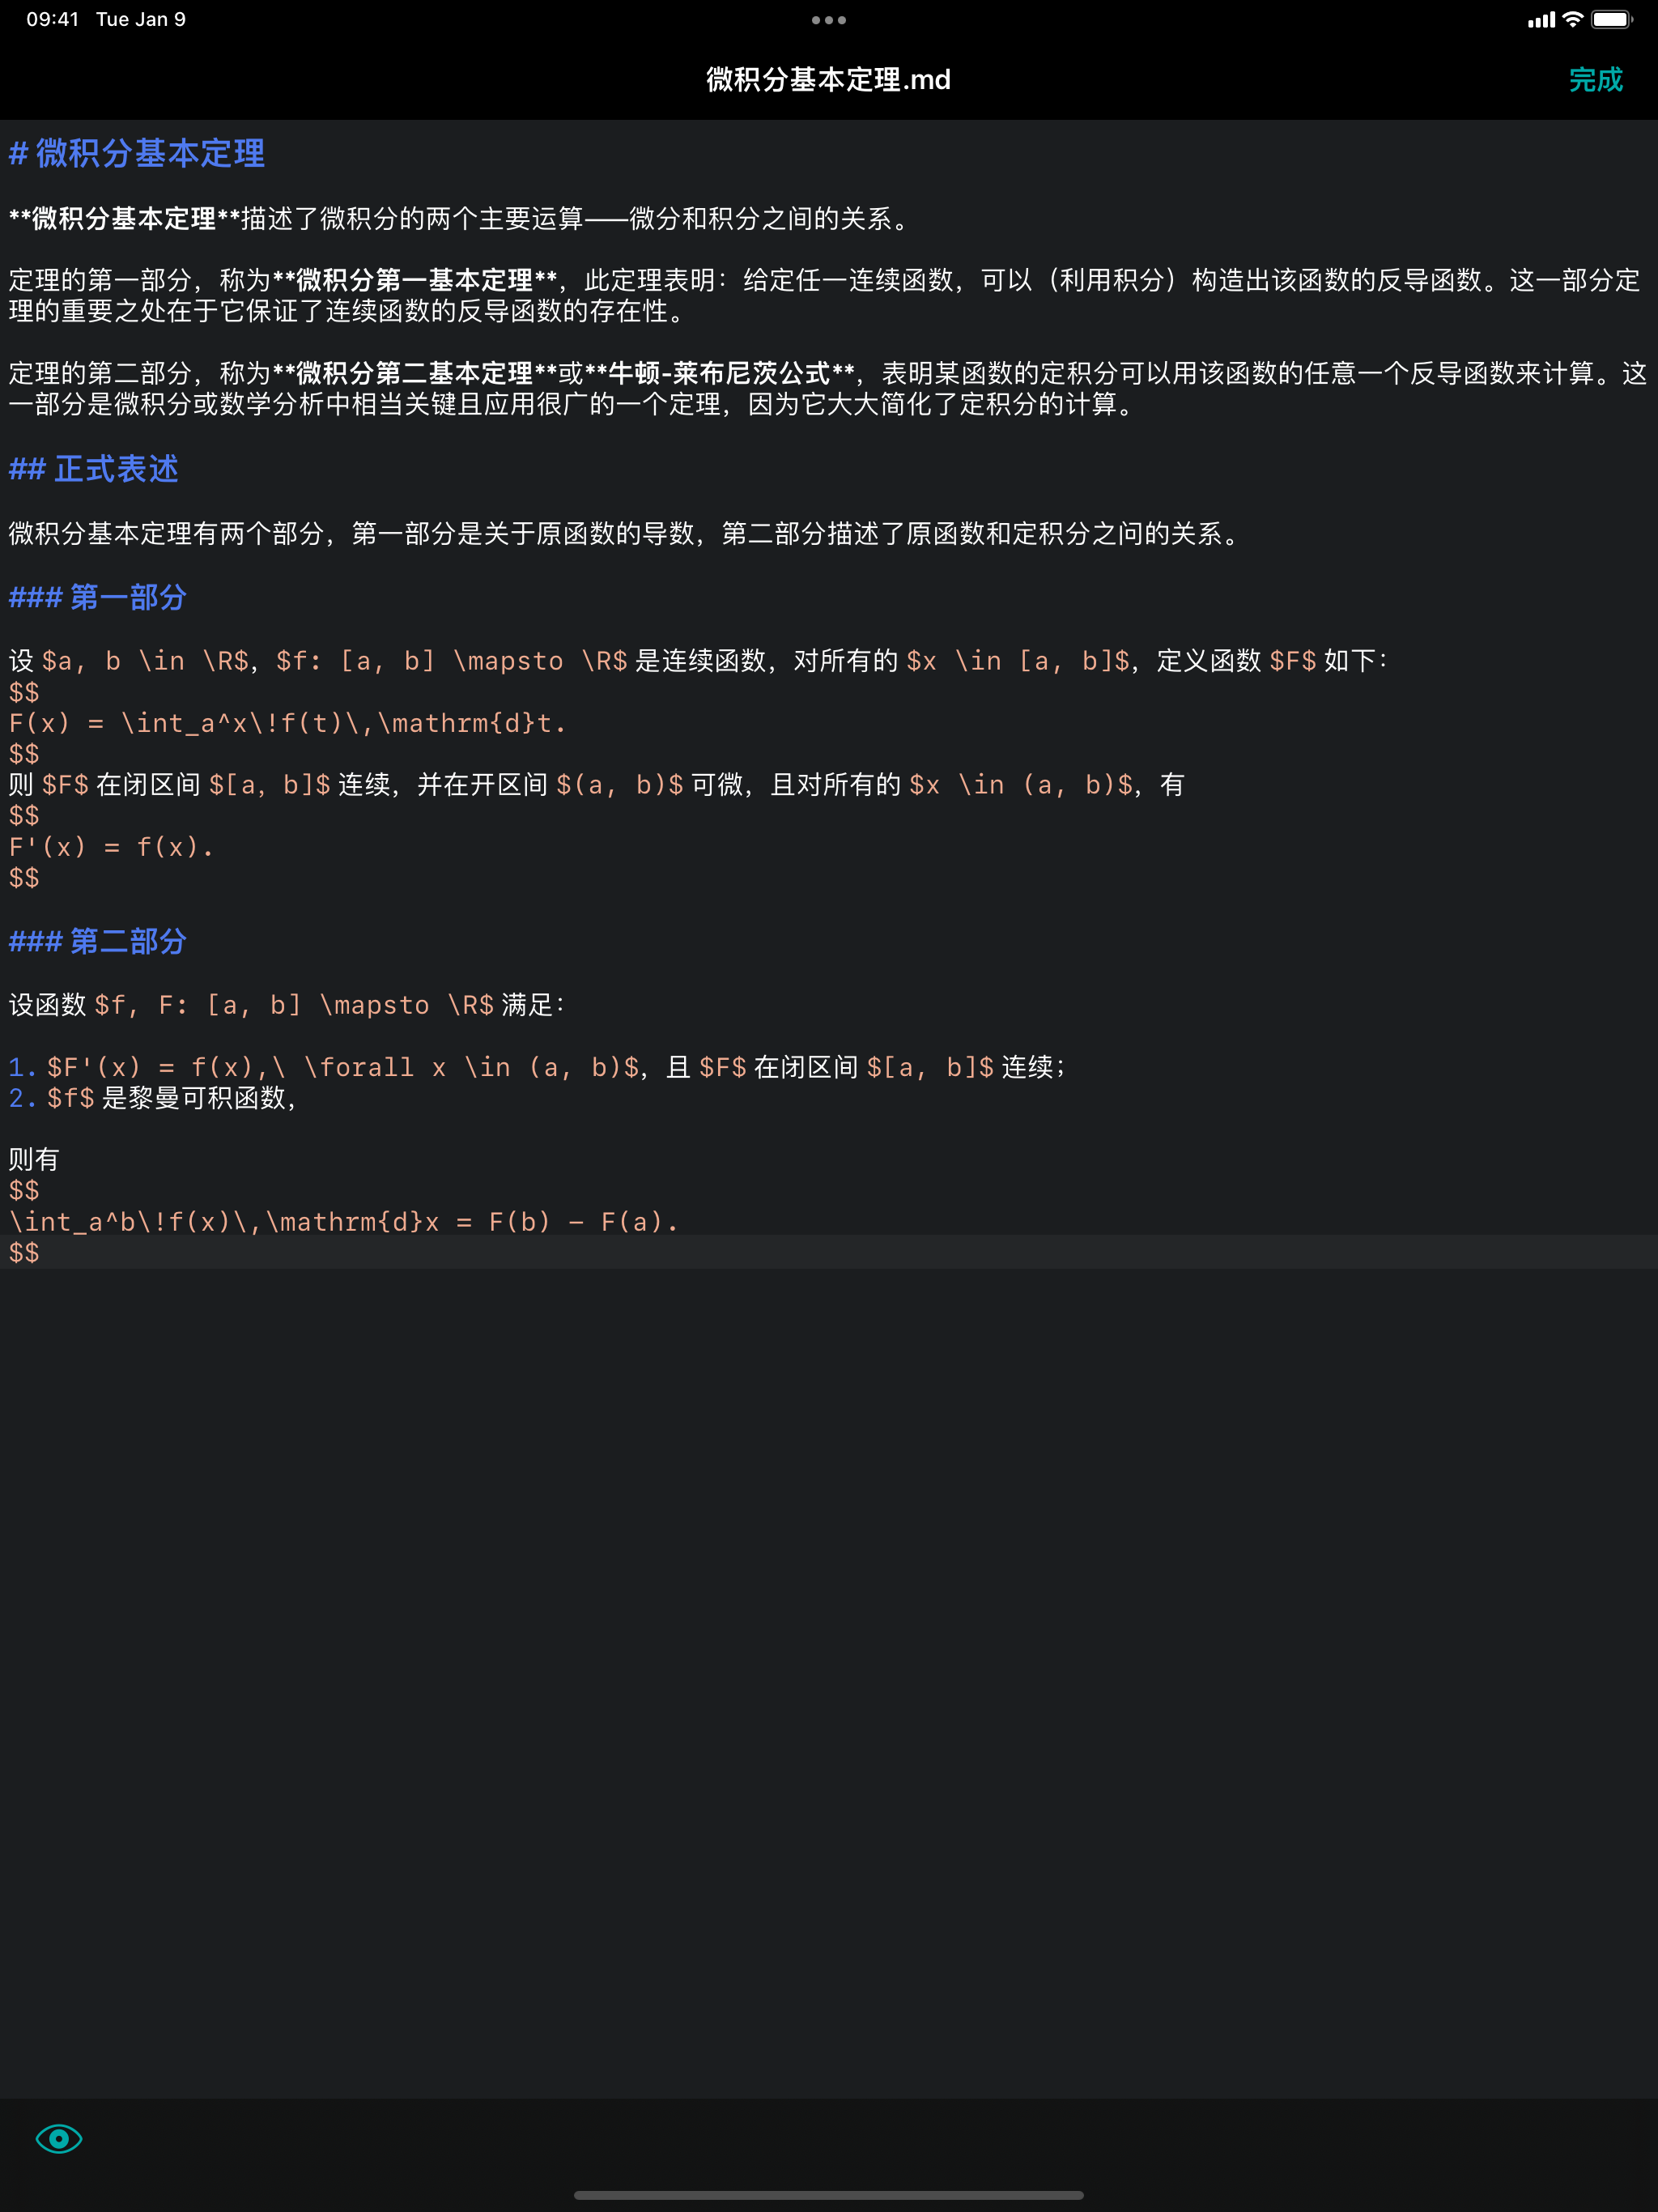 09:41 Tue Jan 9
微积分基本定理.md
完成
# 微积分基本定理
**微积分基本定理**描述了微积分的两个主要运算——微分和积分之间的关系。
定理的第一部分，称为**微积分第一基本定理**，此定理表明：给定任一连续函数，可以（利用积分）构造出该函数的反导函数。这一部分定
理的重要之处在于它保证了连续函数的反导函数的存在性。
定理的第二部分，称为**微积分第二基本定理**或**牛顿-莱布尼茨公式**，表明某函数的定积分可以用该函数的任意一个反导函数来计算。这
一部分是微积分或数学分析中相当关键且应用很广的一个定理，因为它大大简化了定积分的计算。
## 正式表述
微积分基本定理有两个部分，第一部分是关于原函数的导数，第二部分描述了原函数和定积分之问的关系。
### 第一部分
设 $a, b \in \R$，$f: [a, b] \mapsto \R$ 是连续函数，对所有的 $x \in [a, b]$，定义函数 $F$ 如下：
$$
F(x) = \int_a^x\!f(t)\,\mathrm{d}t.
$$
则 $F$ 在闭区间 $[a, b]$ 连续，并在开区间 $(a, b)$ 可微，且对所有的 $x \in (a, b)$，有
$$
F'(x) = f(x).
$$
### 第二部分
设函数 $f, F: [a, b] \mapsto \R$ 满足：
1. $F'(x) = f(x),\ \forall x \in (a, b)$，且 $F$ 在闭区间 $[a, b]$ 连续；
2. $f$ 是黎曼可积函数，
则有
$$
\int_a^b\!f(x)\,\mathrm{d}x = F(b) - F(a).
$$